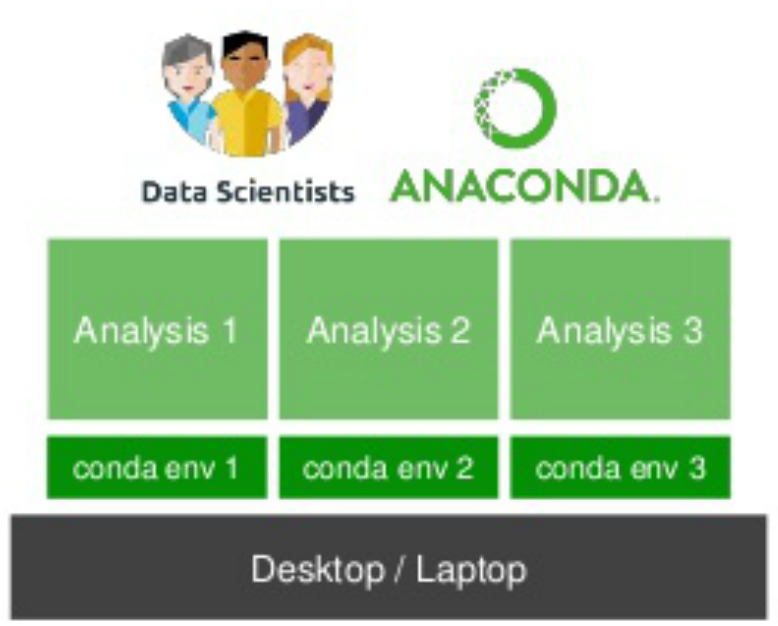 Data Scientists
ANACONDA.
Analysis 1
Analysis 2
Analysis 3
conda env 1
conda env 2
conda env 3
Desktop / Laptop